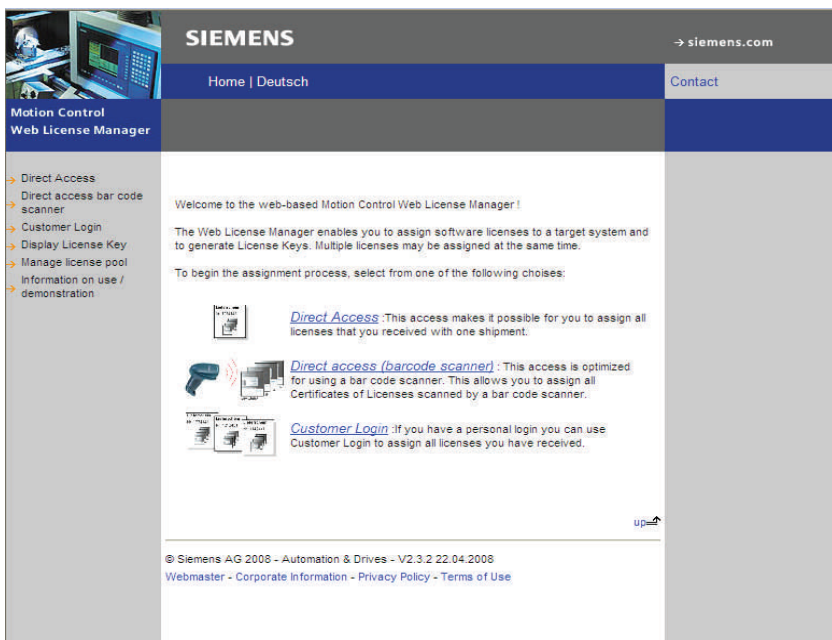 SIEMENS
→ siemens.com
Home | Deutsch
Contact
Motion Control
Web License Manager
Direct Access
Direct access bar code
scanner
Customer Login
Display License Key
Manage license pool
Information on use /
demonstration
Welcome to the web-based Motion Control Web License Manager !
The Web License Manager enables you to assign software licenses to a target system and
to generate License Keys. Multiple licenses may be assigned at the same time.
To begin the assignment process, select from one of the following choises:
Direct Access :This access makes it possible for you to assign all
licenses that you received with one shipment.
Direct access (barcode scanner) : This access is optimized
for using a bar code scanner. This allows you to assign all
Certificates of Licenses scanned by a bar code scanner.
Customer Login :If you have a personal login you can use
Customer Login to assign all licenses you have received.
up
© Siemens AG 2008 - Automation & Drives - V2.3.2 22.04.2008
Webmaster - Corporate Information - Privacy Policy - Terms of Use